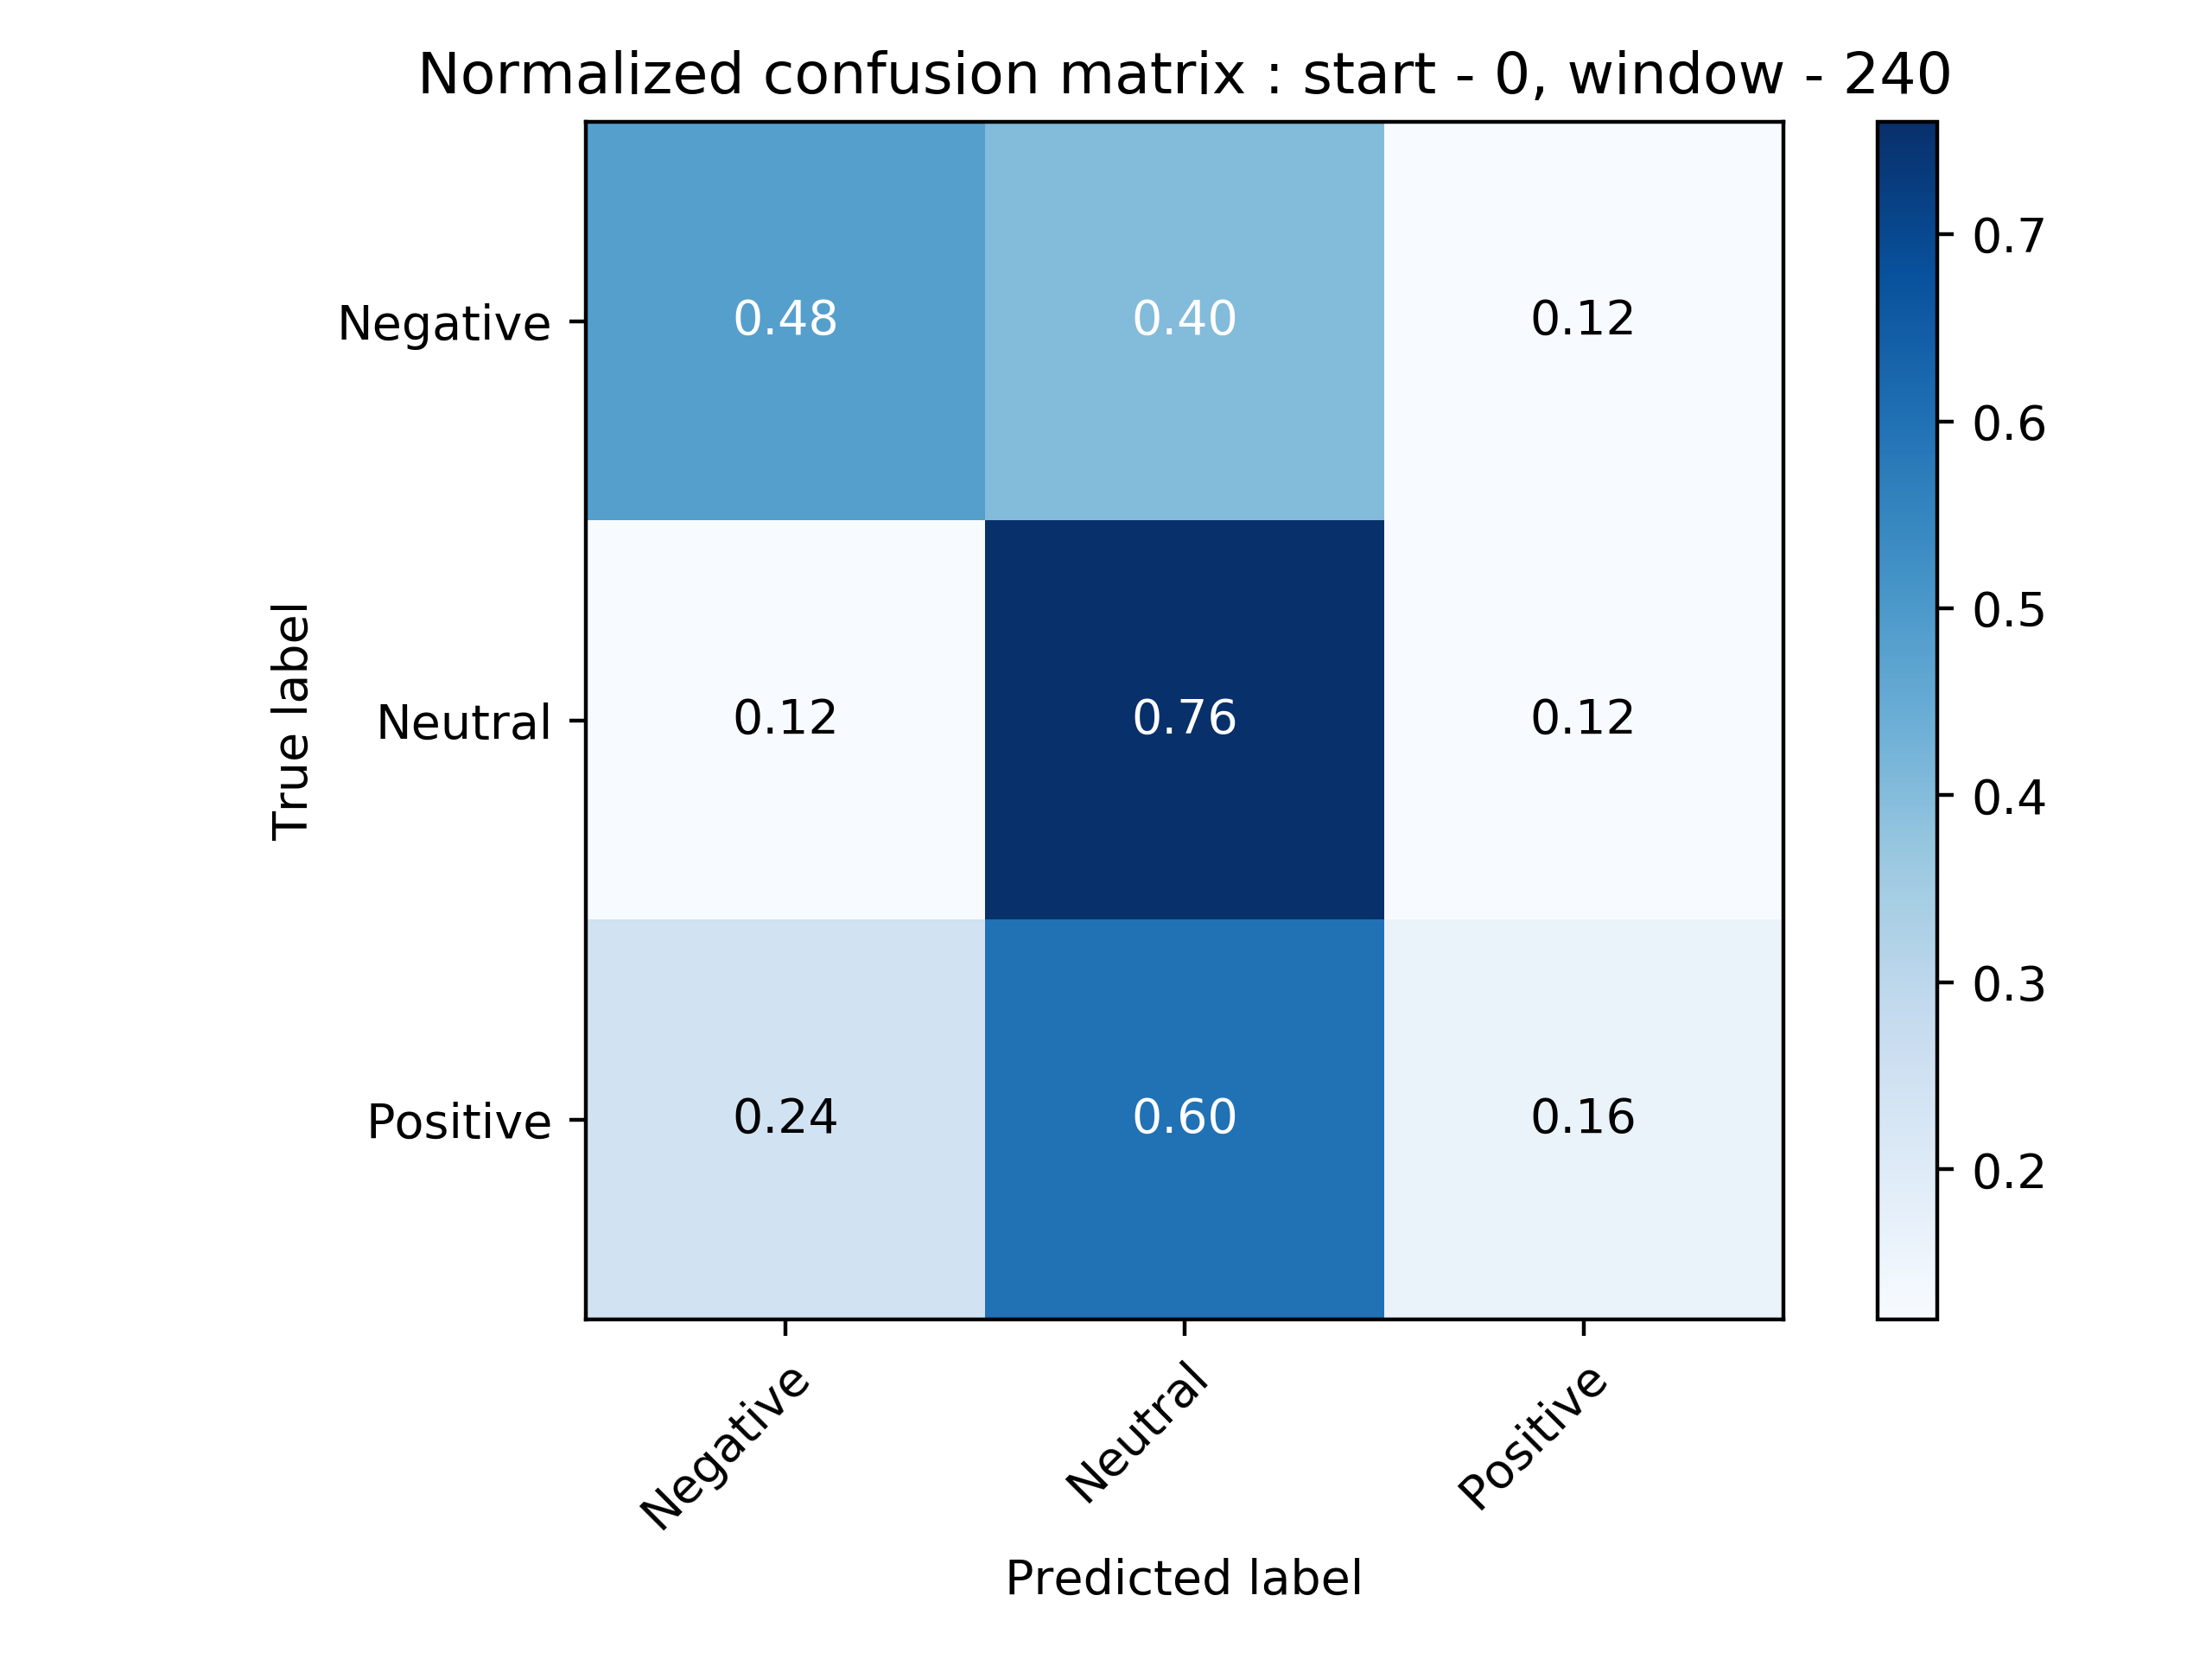 Normalized confusion matrix : start - 0, window - 240
Negative
0.48
0.40
0.12
Neutral
0.12
0.76
0.12
Positive
0.24
0.60
0.16
True label
Negative
Neutral
Positive
Predicted label
0.7
0.6
0.5
0.4
0.3
0.2